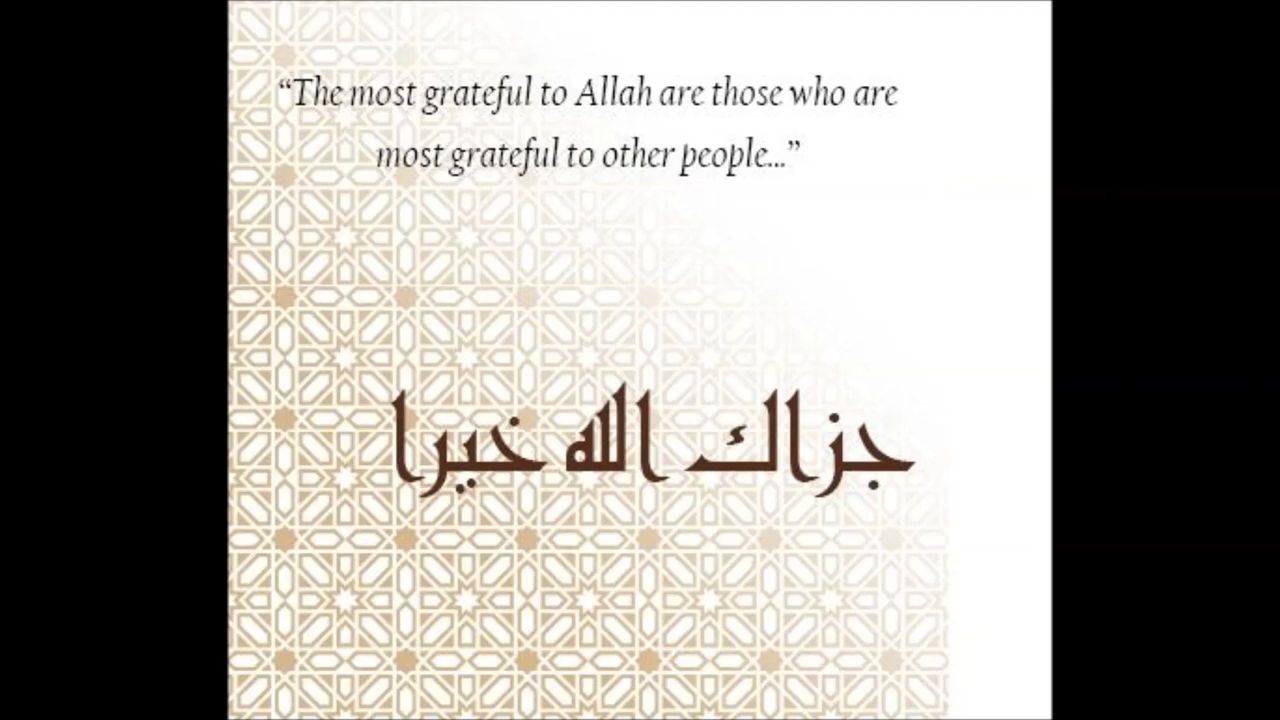 “The most grateful to Allah are those who are
most grateful to other people...”
جزاك الله خيرا